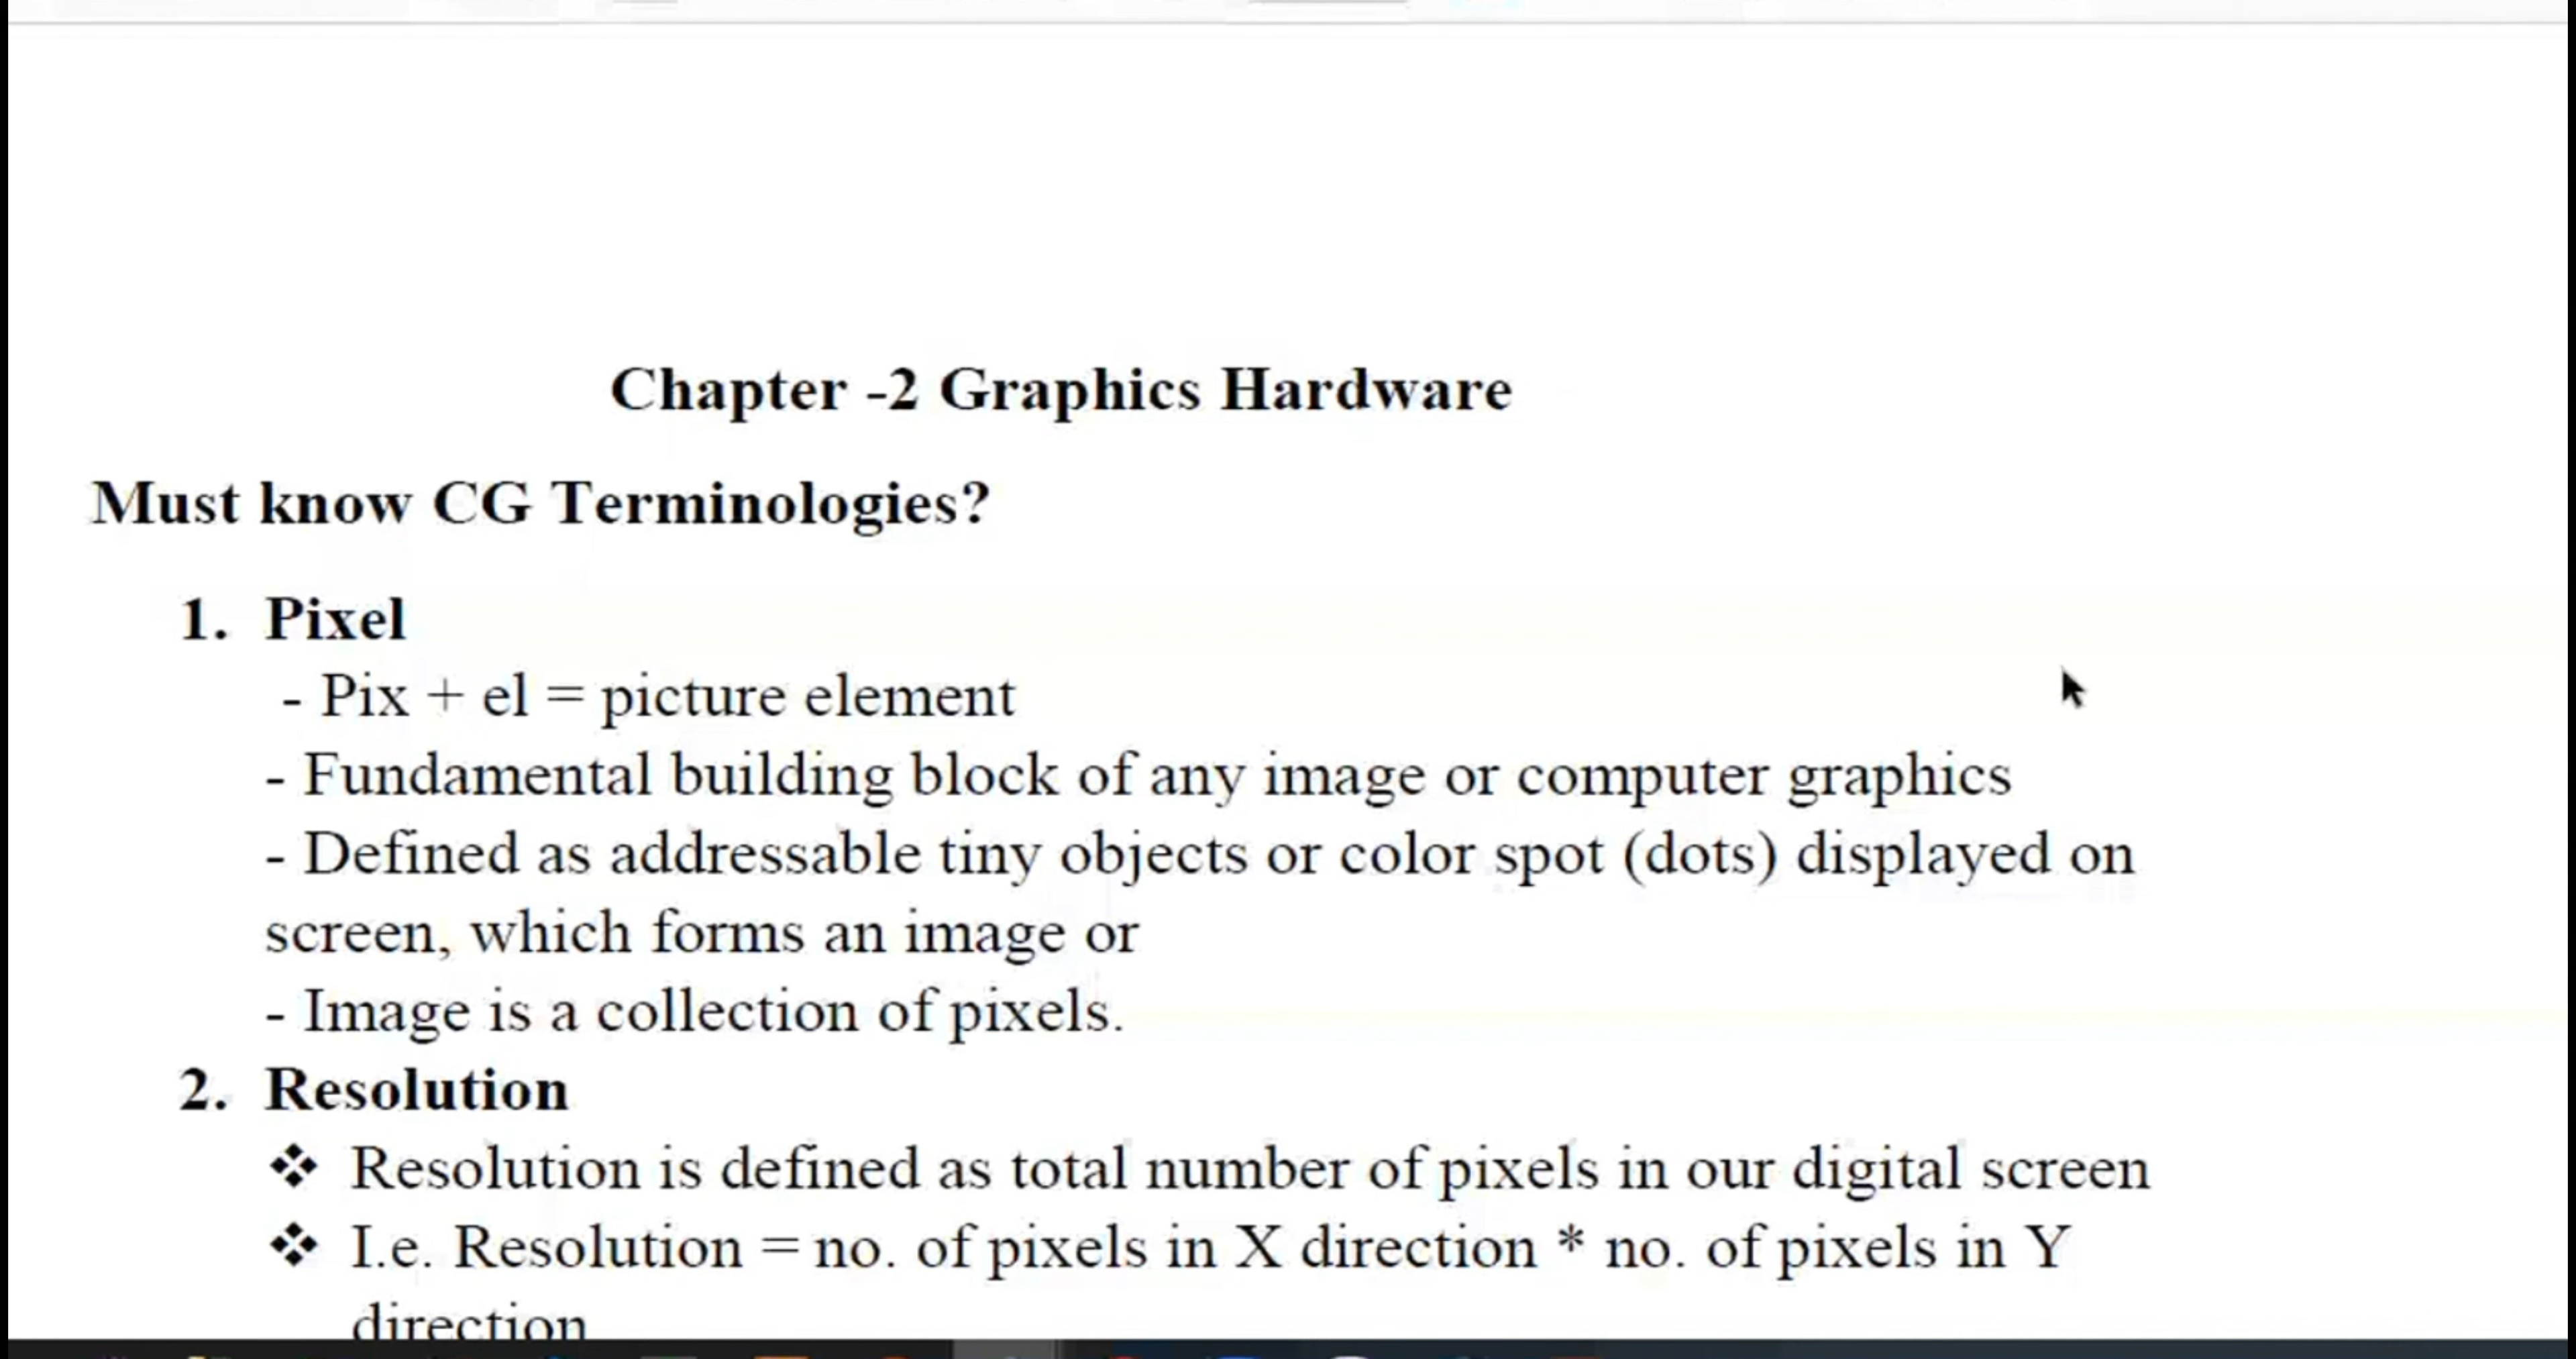 Chapter -2 Graphics Hardware
Must know CG Terminologies?
1. Pixel
- Pix + el = picture element
- Fundamental building block of any image or computer graphics
- Defined as addressable tiny objects or color spot (dots) displayed on
screen, which forms an image or
- Image is a collection of pixels.
2. Resolution
❖ Resolution is defined as total number of pixels in our digital screen
❖ I.e. Resolution = no. of pixels in X direction * no. of pixels in Y
direction